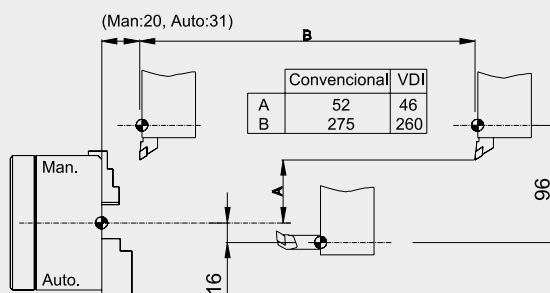 (Man:20, Auto:31)
B
Convencional VDI
A 52 46
B 275 260
Man.
A
96
16
Auto.